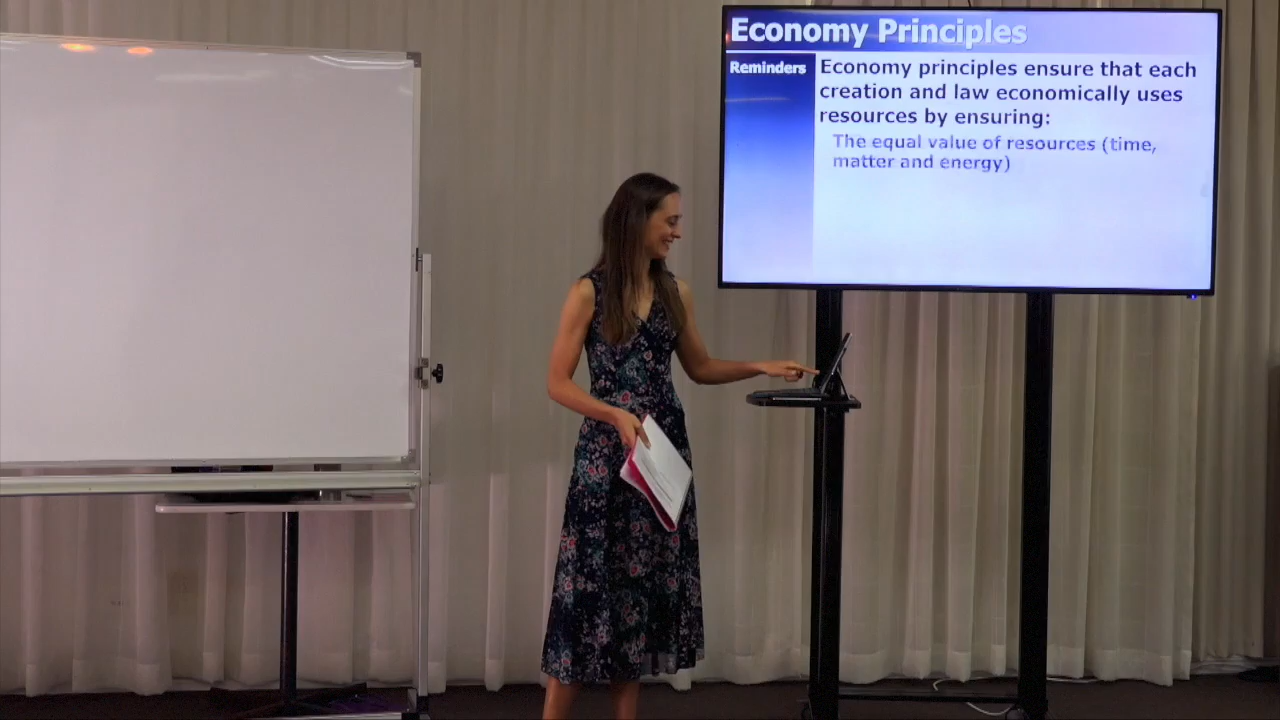 Economy Principles
Reminders
Economy principles ensure that each
creation and law economically uses
resources by ensuring:
The equal value of resources (time,
matter and energy)